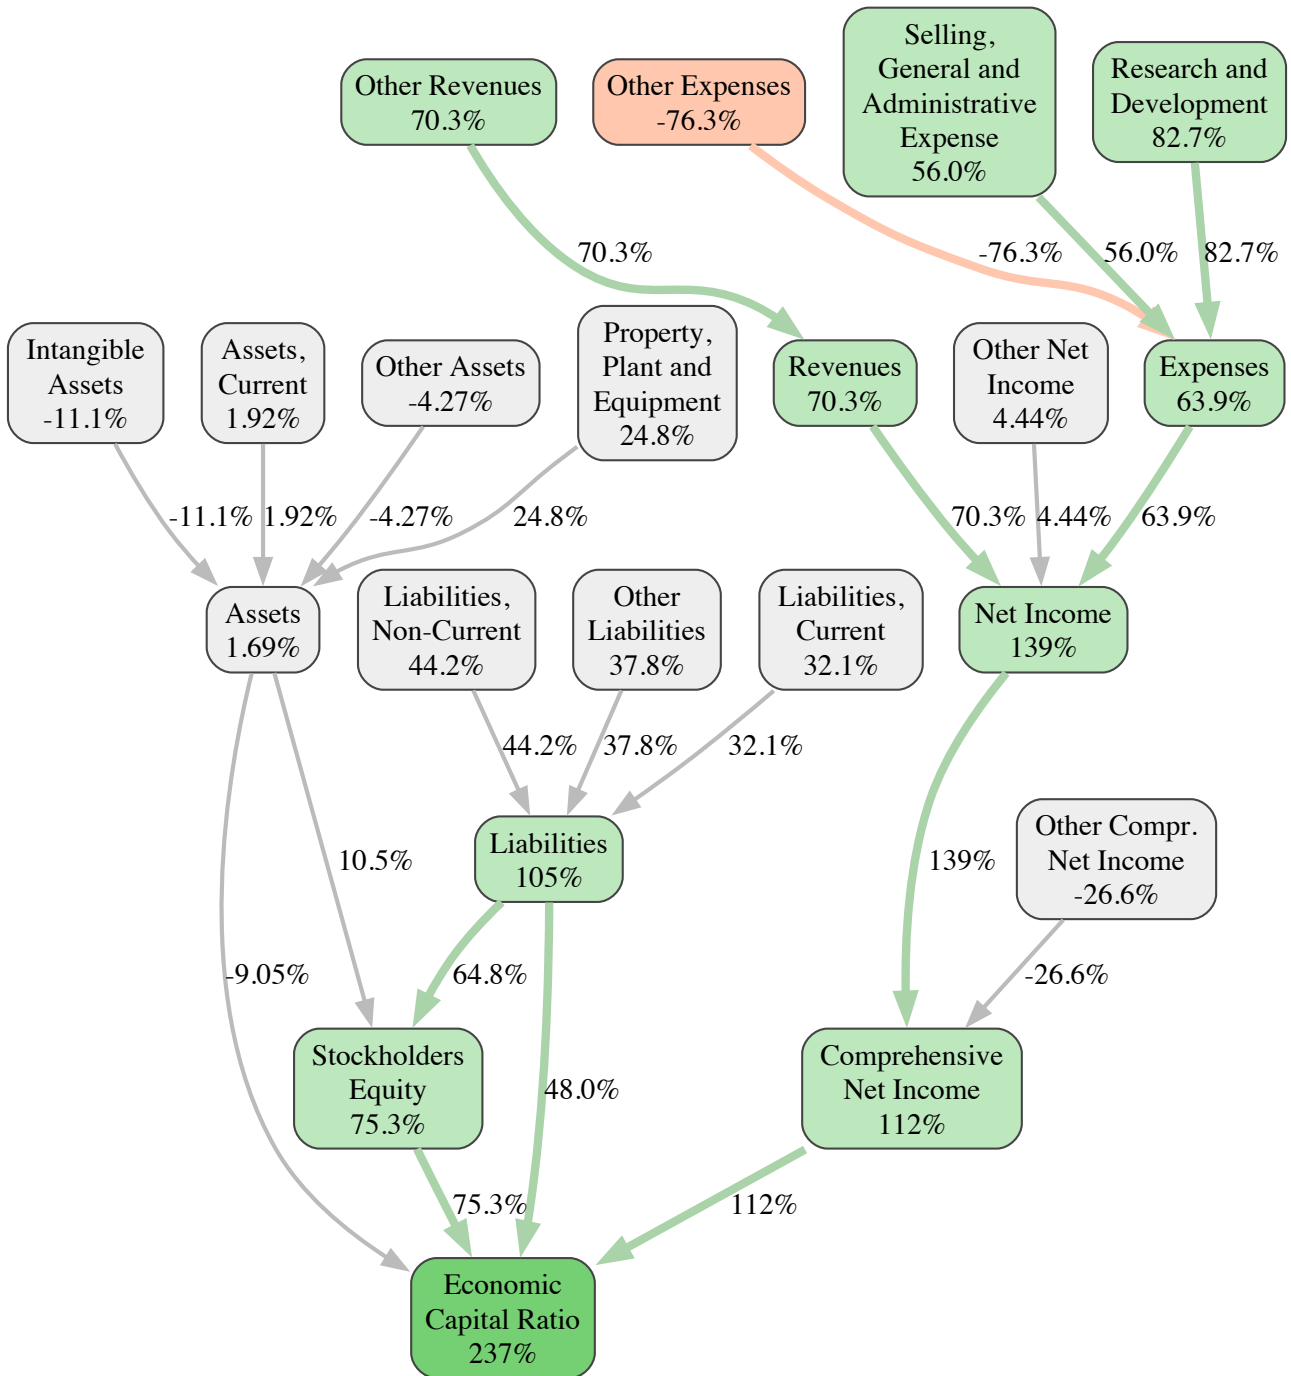 Selling,
General and
Administrative
Expense
56.0%
Other Revenues
70.3%
Other Expenses
-76.3%
Research and
Development
82.7%
70.3%
-76.3%
56.0%
82.7%
Intangible
Assets
-11.1%
Assets,
Current
1.92%
Other Assets
-4.27%
Property,
Plant and
Equipment
24.8%
Revenues
70.3%
Other Net
Income
4.44%
Expenses
63.9%
-11.1%
1.92%
-4.27%
24.8%
70.3%
4.44%
63.9%
Assets
1.69%
Liabilities,
Non-Current
44.2%
Other
Liabilities
37.8%
Liabilities,
Current
32.1%
Net Income
139%
44.2%
37.8%
32.1%
10.5%
Liabilities
105%
139%
Other Compr.
Net Income
-26.6%
-9.05%
64.8%
-26.6%
Stockholders
Equity
75.3%
48.0%
Comprehensive
Net Income
112%
75.3%
112%
Economic
Capital Ratio
237%